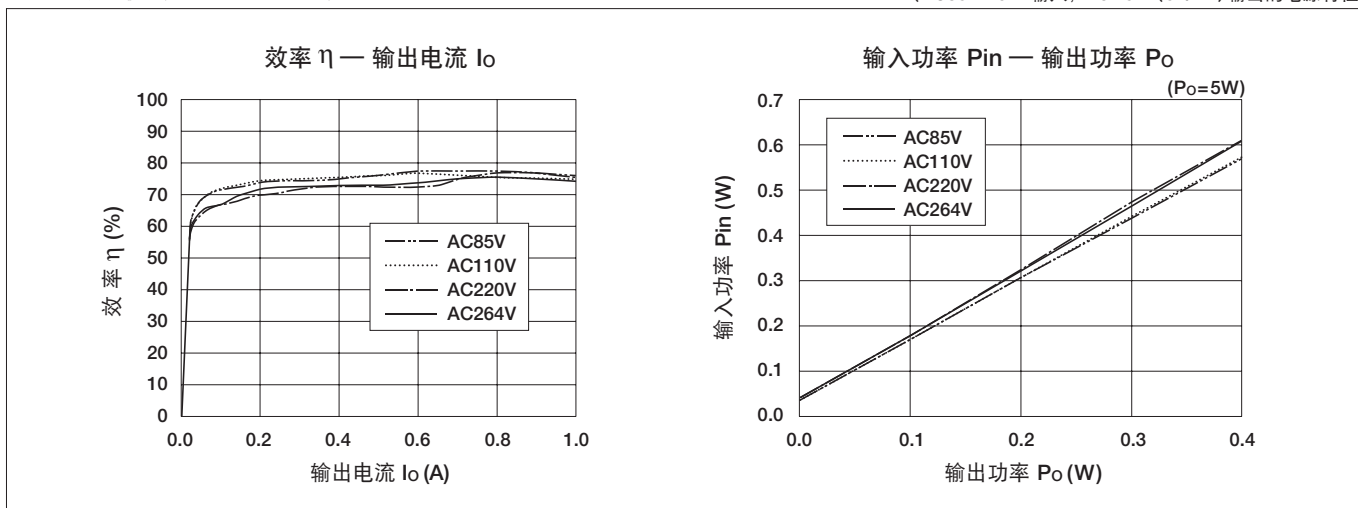 效率 η — 输出电流 Io
100
90
80
70
60
50
40
30
20
10
0
效 率 η (%)
AC85V
AC110V
AC220V
AC264V
0.0 0.2 0.4 0.6 0.8 1.0
输出电流 Io (A)
输入功率 Pin — 输出功率 Po
(Po=5W)
0.7
0.6
0.5
0.4
0.3
0.2
0.1
0.0
输入功率 Pin (W)
AC85V
AC110V
AC220V
AC264V
0.0 0.1 0.2 0.3 0.4
输出功率 Po (W)